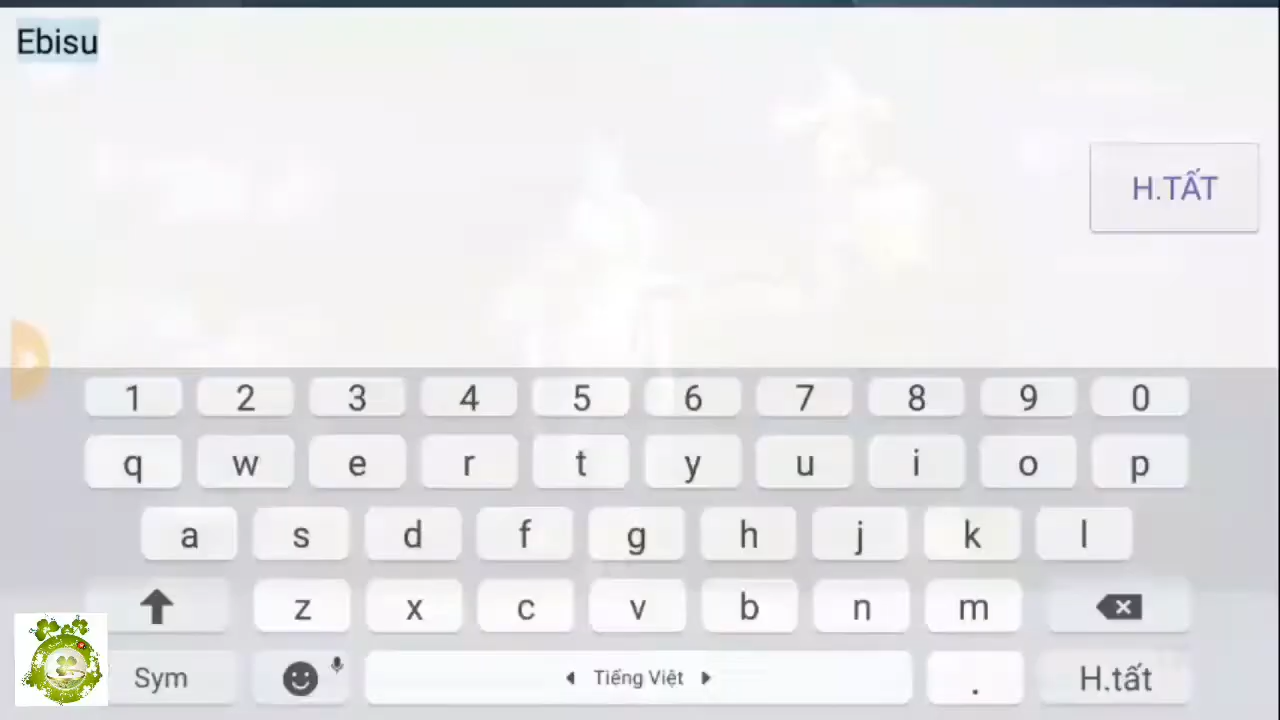 Ebisu
H.TẤT
1 2 3 4 5 6 7 8 9 0
q w e r t y u i o p
a s d f g h j k l
z x c v b n m
Sym Tiếng Việt . H.tất